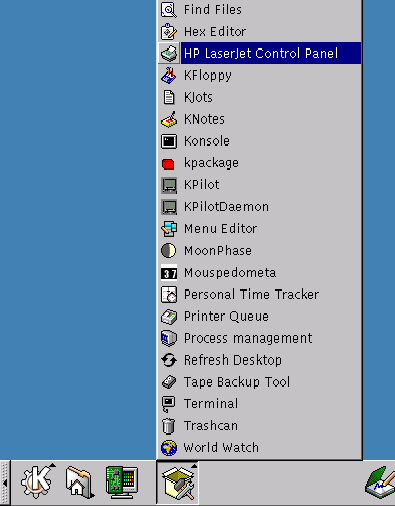 Find Files
Hex Editor
HP LaserJet Control Panel
KFloppy
KJots
KNotes
Konsole
kpackage
KPilot
KPilotDaemon
Menu Editor
MoonPhase
37 Mouspedometa
Personal Time Tracker
Printer Queue
Process management
Refresh Desktop
Tape Backup Tool
Terminal
Trashcan
World Watch
K